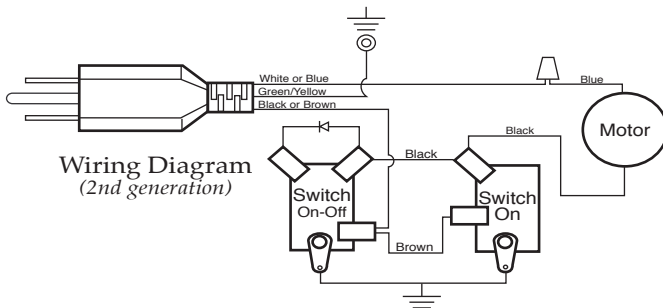 White or Blue
Green/Yellow
Black or Brown
Blue
Motor
Black
Black
Wiring Diagram
(2nd generation)
Switch
On-Off
Switch
On
Brown